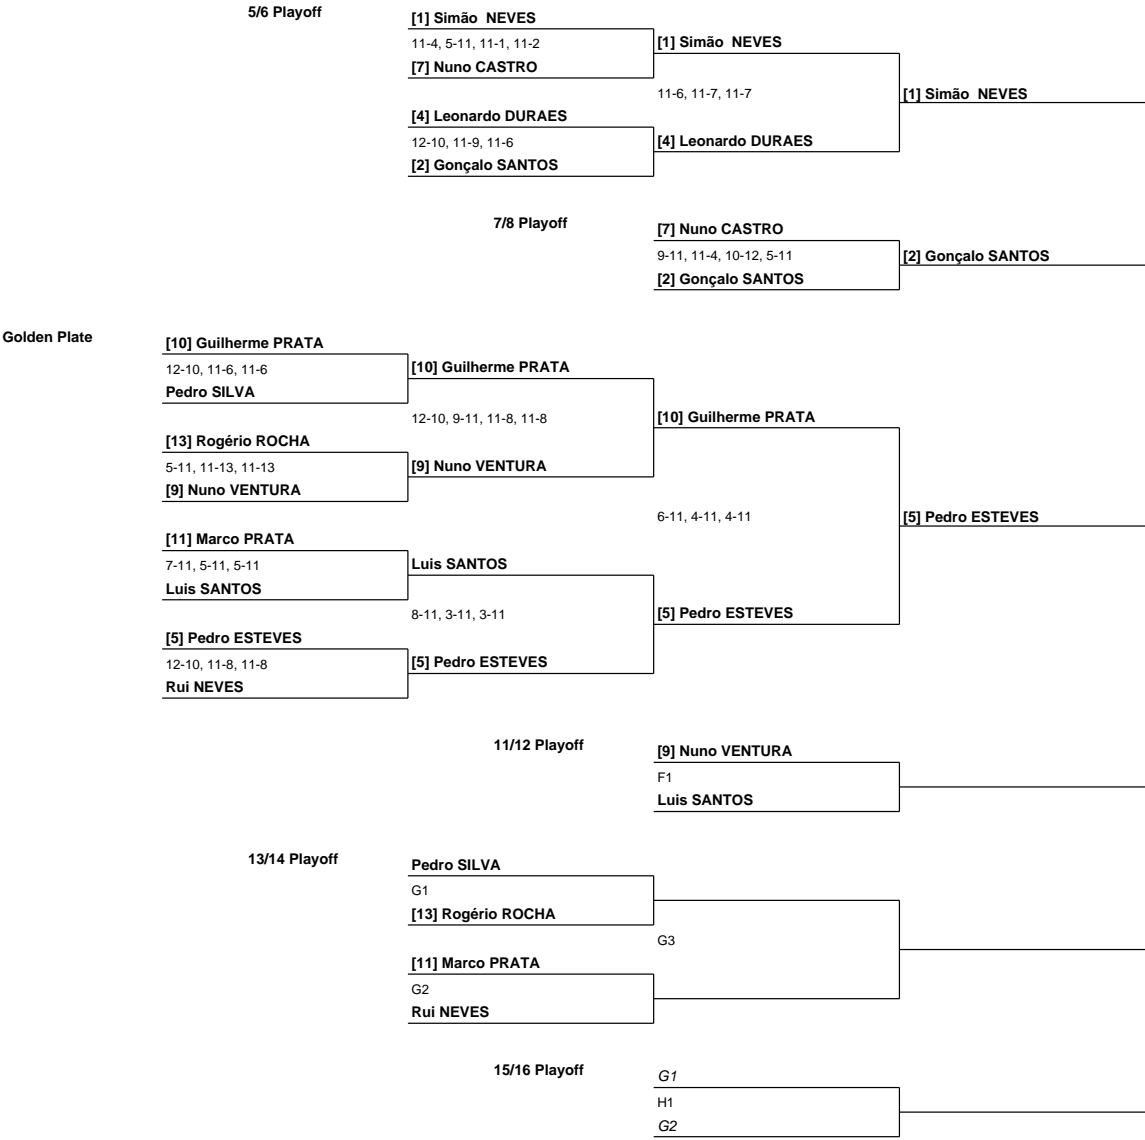 5/6 Playoff
[1] Simão  NEVES
11-4, 5-11, 11-1, 11-2
[7] Nuno CASTRO
[1] Simão  NEVES
11-6, 11-7, 11-7
[1] Simão  NEVES
[4] Leonardo DURAES
12-10, 11-9, 11-6
[2] Gonçalo SANTOS
[4] Leonardo DURAES
7/8 Playoff
[7] Nuno CASTRO
9-11, 11-4, 10-12, 5-11
[2] Gonçalo SANTOS
[2] Gonçalo SANTOS
Golden Plate
[10] Guilherme PRATA
12-10, 11-6, 11-6
Pedro SILVA
[10] Guilherme PRATA
12-10, 9-11, 11-8, 11-8
[10] Guilherme PRATA
[13] Rogério ROCHA
5-11, 11-13, 11-13
[9] Nuno VENTURA
[9] Nuno VENTURA
6-11, 4-11, 4-11
[5] Pedro ESTEVES
[11] Marco PRATA
7-11, 5-11, 5-11
Luis SANTOS
Luis SANTOS
8-11, 3-11, 3-11
[5] Pedro ESTEVES
[5] Pedro ESTEVES
12-10, 11-8, 11-8
Rui NEVES
[5] Pedro ESTEVES
11/12 Playoff
[9] Nuno VENTURA
F1
Luis SANTOS
13/14 Playoff
Pedro SILVA
G1
[13] Rogério ROCHA
G3
[11] Marco PRATA
G2
Rui NEVES
15/16 Playoff
G1
H1
G2